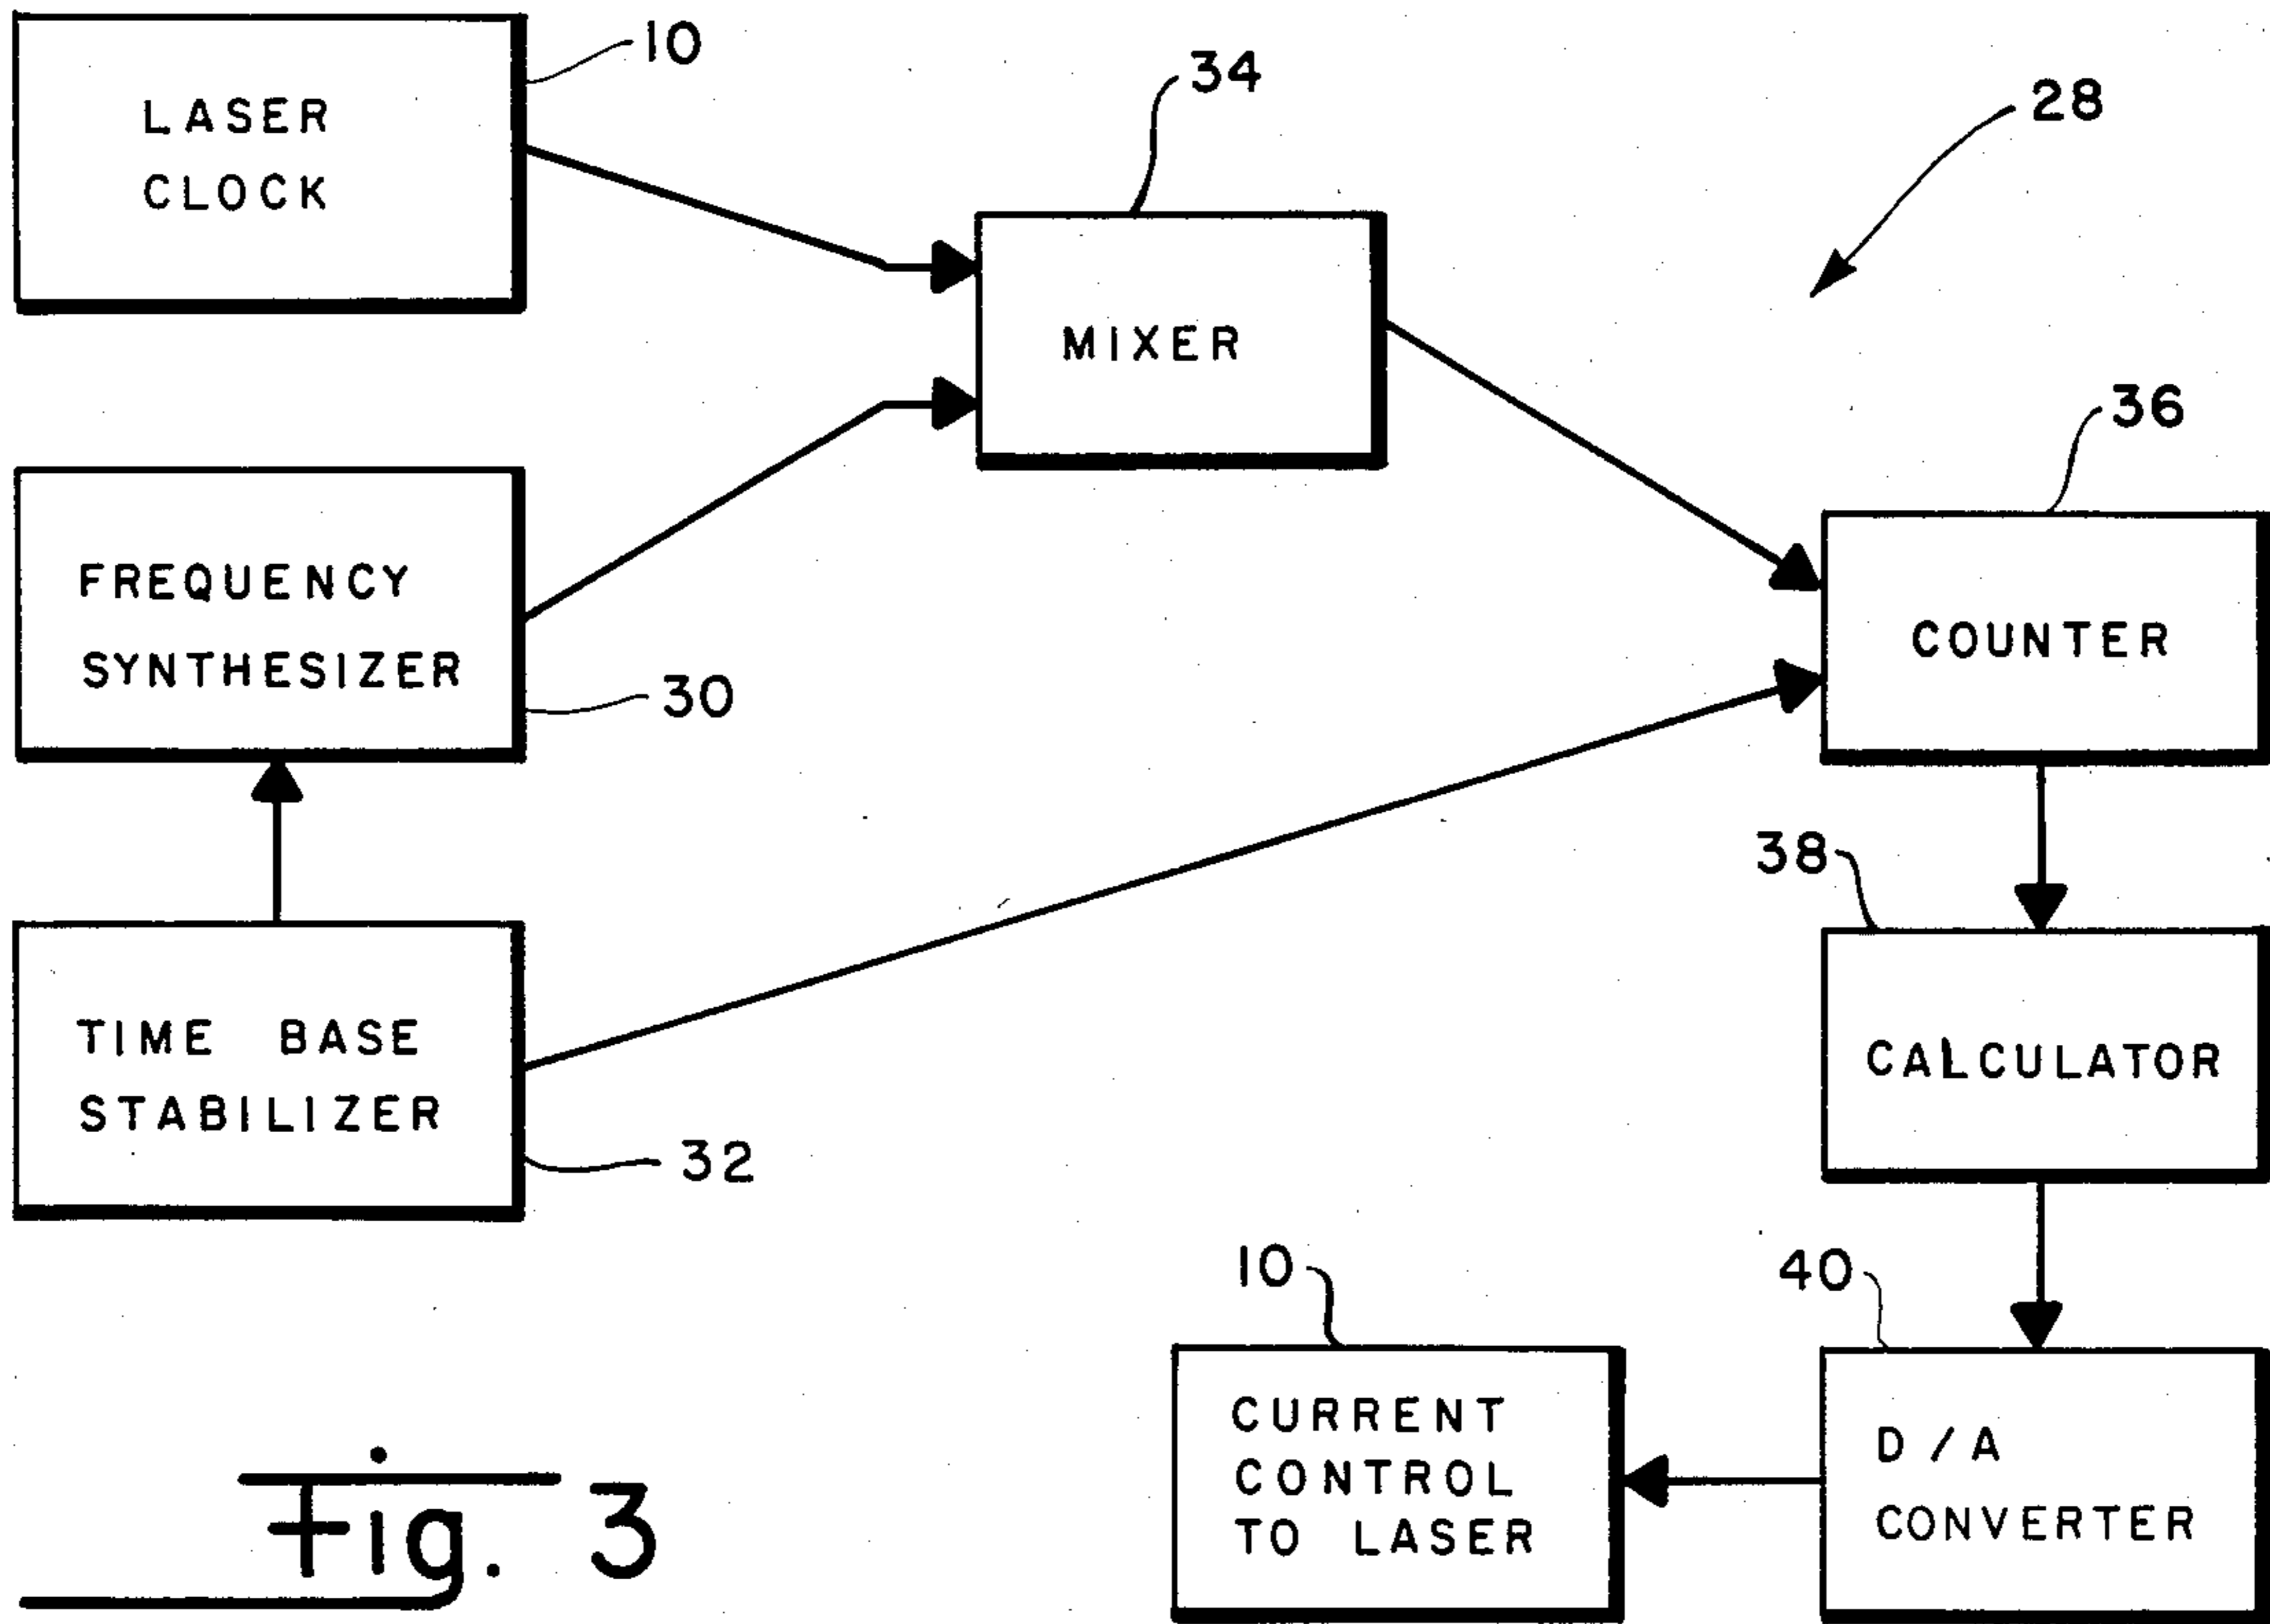 10
LASER
CLOCK
34
28
MIXER
36
FREQUENCY
SYNTHESIZER
30
COUNTER
38
TIME BASE
STABILIZER
32
CALCULATOR
10
40
CURRENT
CONTROL
TO LASER
D/A
CONVERTER
Fig. 3